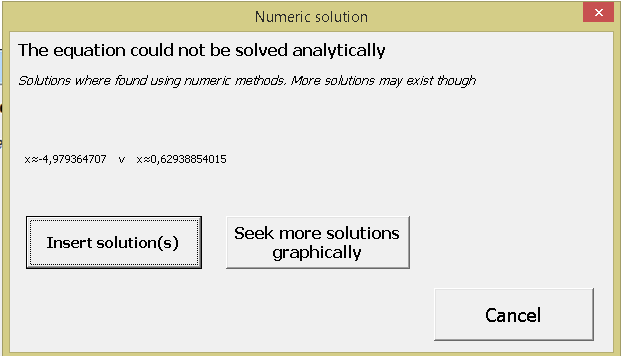 Numeric solution
The equation could not be solved analytically
Solutions where found using numeric methods. More solutions may exist though
x≈-4,979364707 v x≈0,62938854015
Insert solution(s)
Seek more solutions
graphically
Cancel